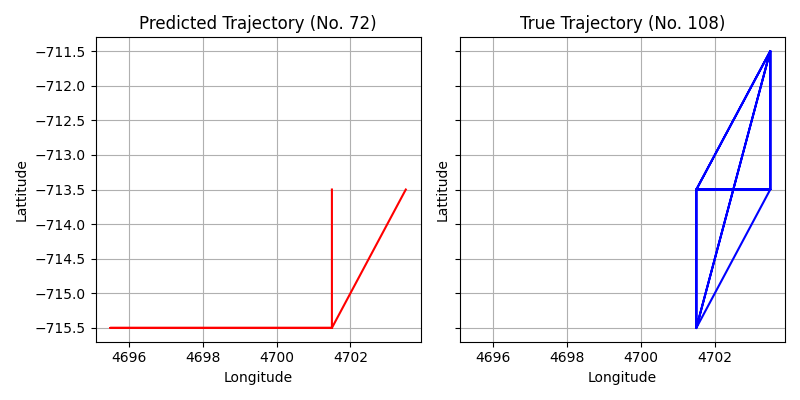 Predicted Trajectory (No. 72)
True Trajectory (No. 108)
−711.5
−712.0
−712.5
−713.0
−713.5
−714.0
−714.5
−715.0
−715.5
Lattitude
Lattitude
4696 4698 4700 4702
4696 4698 4700 4702
Longitude
Longitude